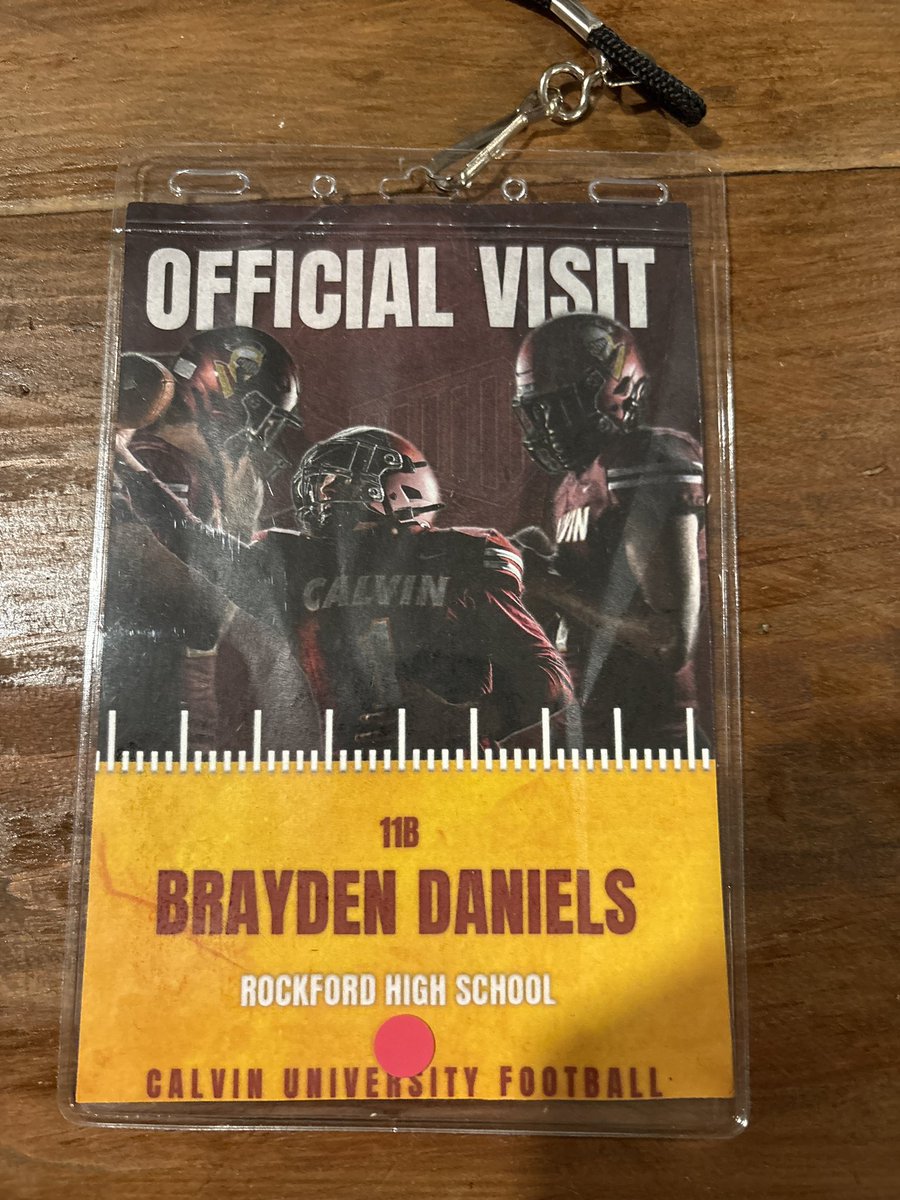 OFFICIAL VISIT
CALVIN
VIN
11B
BRAYDEN DANIELS
ROCKFORD HIGH SCHOOL
CALVIN UNIVERSITY FOOTBALL